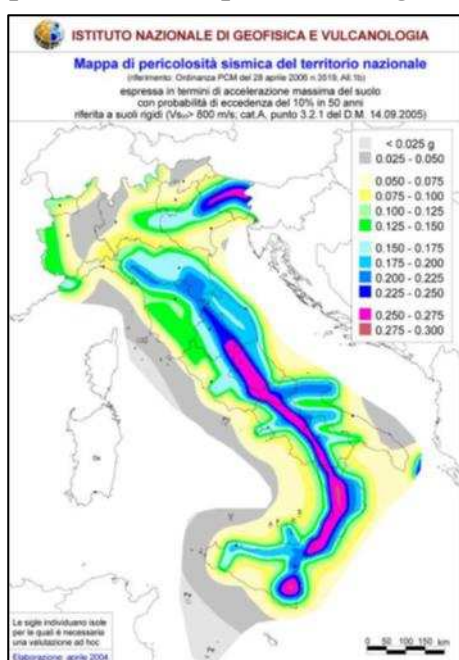 ISTITUTO NAZIONALE DI GEOFISICA E VULCANOLOGIA
Mappa di pericolosità sismica del territorio nazionale
(riferimento: Ordinanza PCM del 28 aprile 2006 n.3519, All.1b)
espressa in termini di accelerazione massima del suolo
con probabilità di eccedenza del 10% in 50 anni
riferita a suoli rigidi (Vs₃₀> 800 m/s; cat.A, punto 3.2.1 del D.M. 14.09.2005)
< 0.025 g
0.025 - 0.050
0.050 - 0.075
0.075 - 0.100
0.100 - 0.125
0.125 - 0.150
0.150 - 0.175
0.175 - 0.200
0.200 - 0.225
0.225 - 0.250
0.250 - 0.275
0.275 - 0.300
Le sigle individuano isole
per le quali è necessaria
una valutazione ad hoc
Elaborazione: aprile 2004
0 50 100 150 km